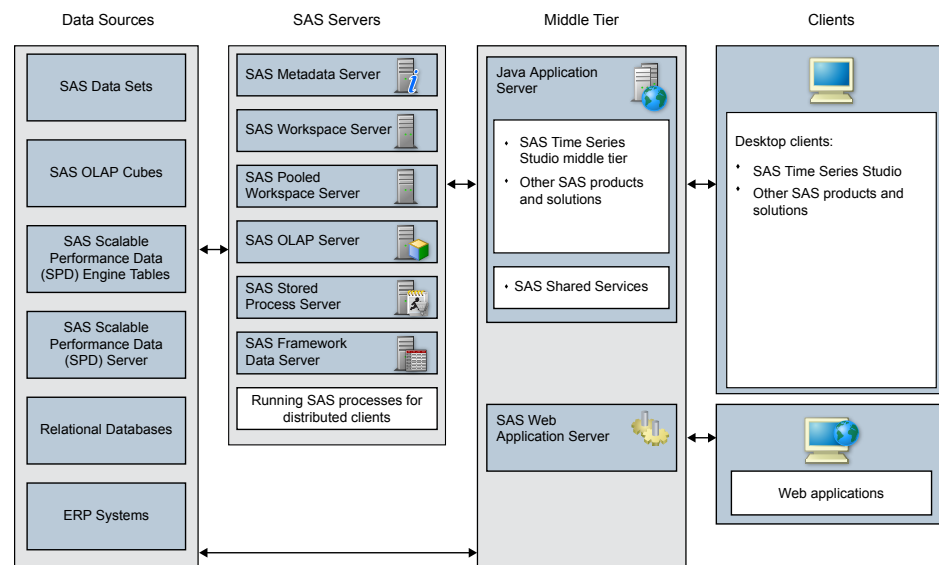 Data Sources
SAS Servers
Middle Tier
Clients
SAS Data Sets
SAS OLAP Cubes
SAS Scalable
Performance Data
(SPD) Engine Tables
SAS Scalable
Performance Data
(SPD) Server
Relational Databases
ERP Systems
SAS Metadata Server
SAS Workspace Server
SAS Pooled
Workspace Server
SAS OLAP Server
SAS Stored
Process Server
SAS Framework
Data Server
Running SAS processes for
distributed clients
Java Application
Server
• SAS Time Series
Studio middle tier
• Other SAS products
and solutions
• SAS Shared Services
SAS Web
Application Server
Desktop clients:
• SAS Time Series Studio
• Other SAS products and
solutions
Web applications